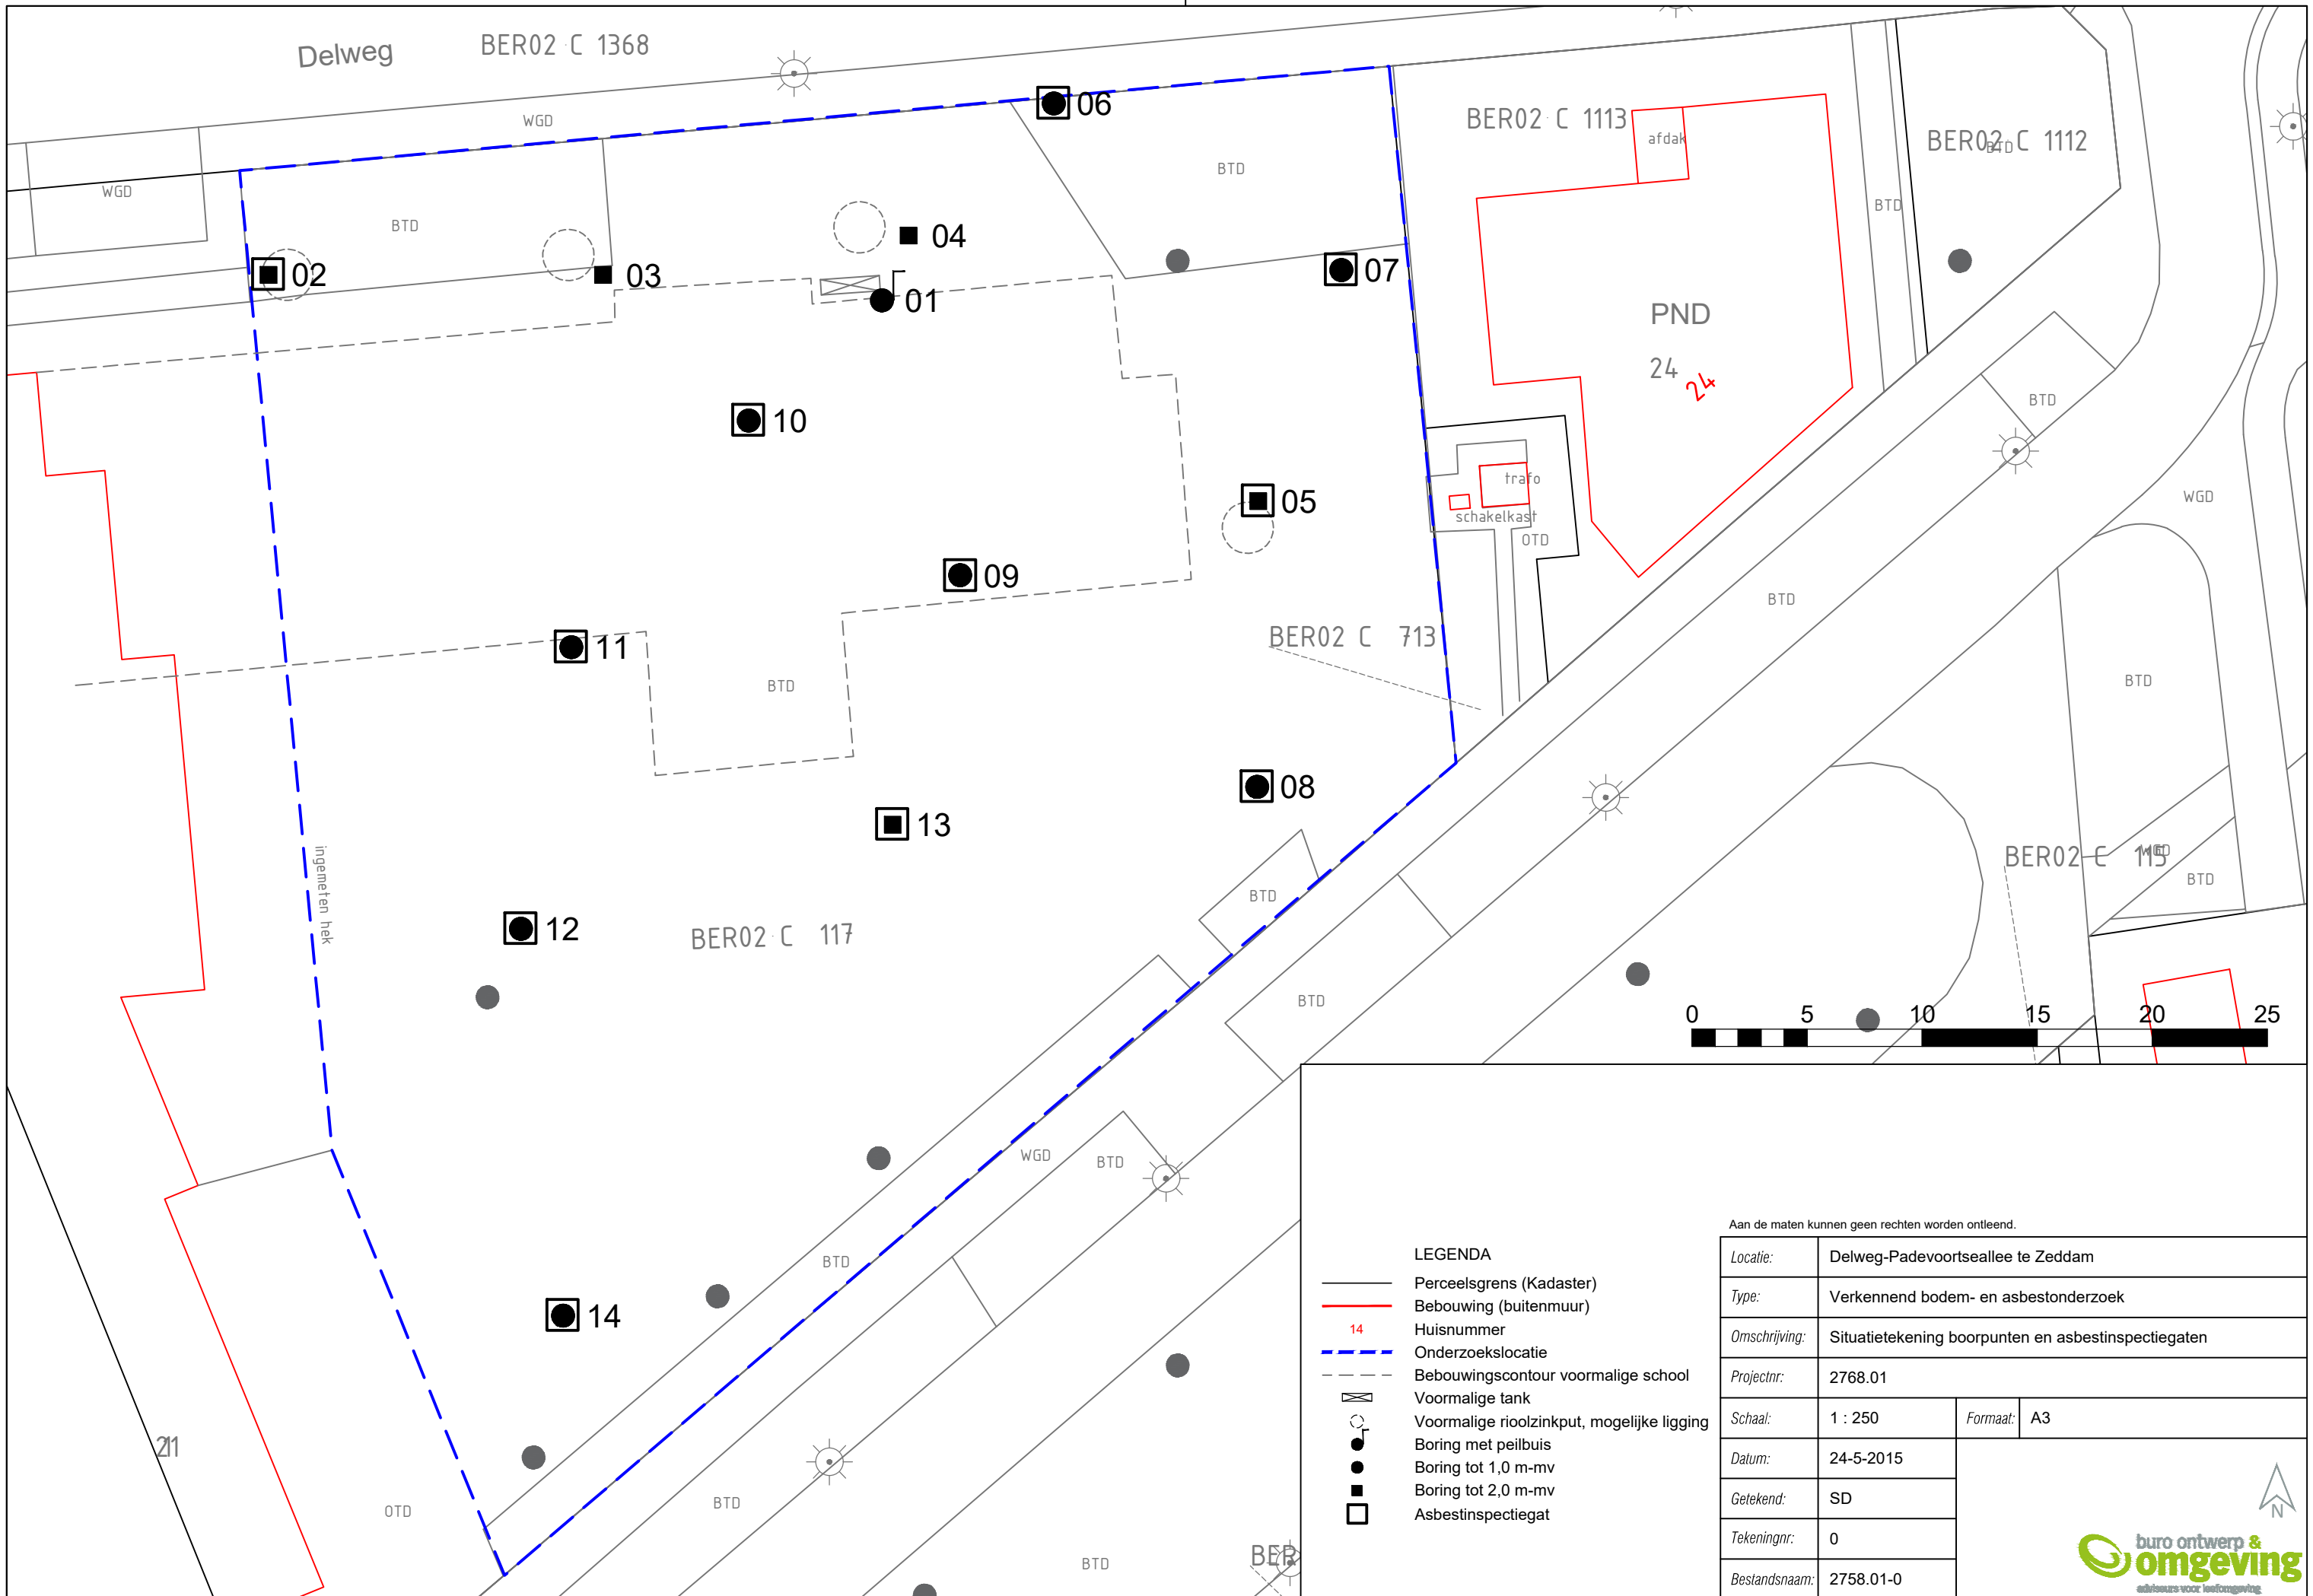 Delweg
BER02 C 1368
WGD
WGD
BTD
02
03
04
01
06
BTD
07
BER02 C 1113
afdak
BER02 C 1112
BTD
BTD
PND
24
24
10
05
09
trafo
schakelkast
OTD
BTD
WGD
BTD
BER02 C 713
11
BTD
BTD
08
13
ingemeten hek
12
BER02 C 117
BTD
BER02 C 115
WGD
BTD
BTD
0 5 10 15 20 25
WGD
BTD
BTD
14
21
OTD
BTD
BTD
BER
Aan de maten kunnen geen rechten worden ontleend.
LEGENDA
Perceelsgrens (Kadaster)
Bebouwing (buitenmuur)
14 Huisnummer
Onderzoekslocatie
Bebouwingscontour voormalige school
Voormalige tank
Voormalige rioolzinkput, mogelijke ligging
Boring met peilbuis
Boring tot 1,0 m-mv
Boring tot 2,0 m-mv
Asbestinspectiegat
Locatie: Delweg-Padevoortseallee te Zeddam
Type: Verkennend bodem- en asbestonderzoek
Omschrijving: Situatietekening boorpunten en asbestinspectiegaten
Projectnr: 2768.01
Schaal: 1 : 250 Formaat: A3
Datum: 24-5-2015
Getekend: SD
Tekeningnr: 0
Bestandsnaam: 2758.01-0
N
buro ontwerp &
omgeving
adviseurs voor leefomgeving